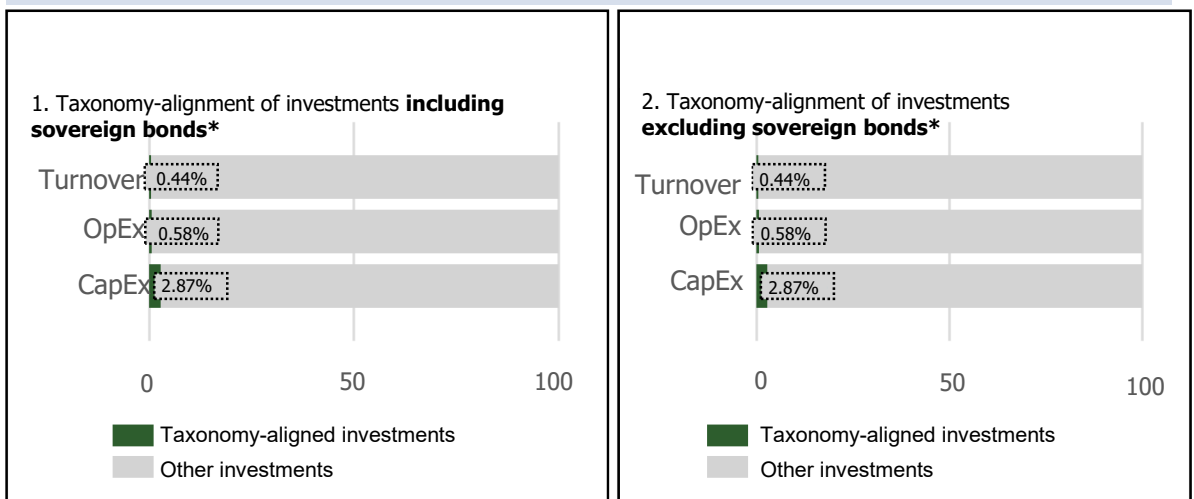 1. Taxonomy-alignment of investments including
sovereign bonds*
Turnover 0.44%
OpEx 0.58%
CapEx 2.87%
0 50 100
Taxonomy-aligned investments
Other investments
2. Taxonomy-alignment of investments
excluding sovereign bonds*
Turnover 0.44%
OpEx 0.58%
CapEx 2.87%
0 50 100
Taxonomy-aligned investments
Other investments